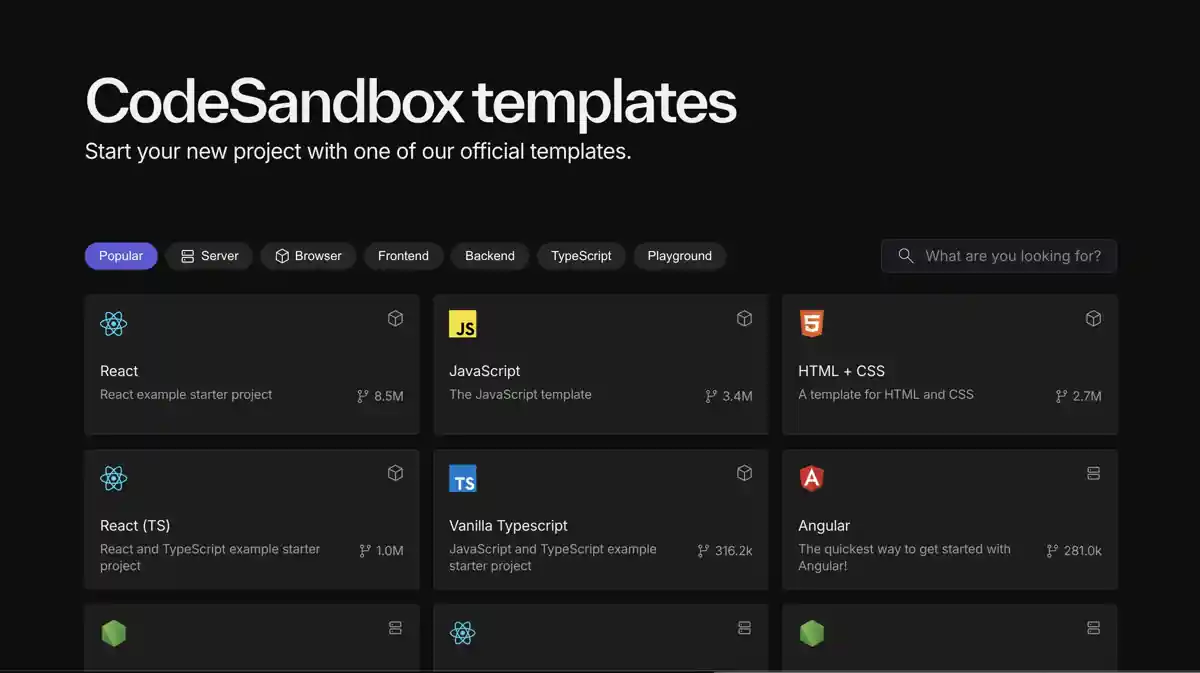 CodeSandbox templates
Start your new project with one of our official templates.
Popular
Server
Browser
Frontend
Backend
TypeScript
Playground
What are you looking for?
React
React example starter project
8.5M
JS
JavaScript
The JavaScript template
3.4M
5
HTML + CSS
A template for HTML and CSS
2.7M
React (TS)
React and TypeScript example starter
project
1.0M
TS
Vanilla Typescript
JavaScript and TypeScript example
starter project
316.2k
A
Angular
The quickest way to get started with
Angular!
281.0k